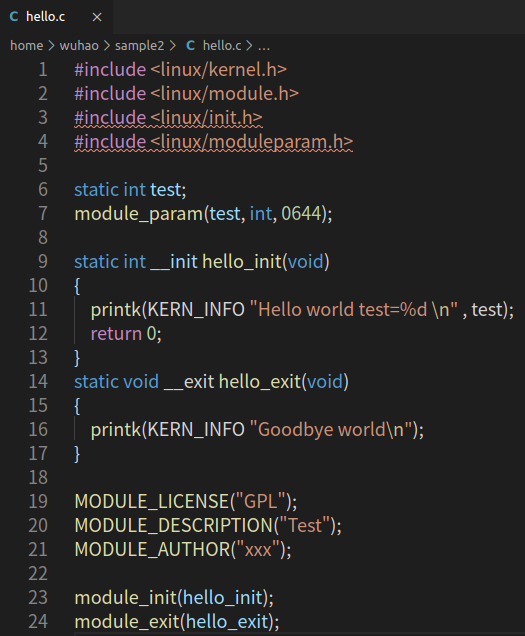 C hello.c ×
home > wuhao > sample2 > C hello.c > ...
1 #include <linux/kernel.h>
2 #include <linux/module.h>
3 #include <linux/init.h>
4 #include <linux/moduleparam.h>
5
6 static int test;
7 module_param(test, int, 0644);
8
9 static int __init hello_init(void)
10 {
11 printk(KERN_INFO "Hello world test=%d \n" , test);
12 return 0;
13 }
14 static void __exit hello_exit(void)
15 {
16 printk(KERN_INFO "Goodbye world\n");
17 }
18
19 MODULE_LICENSE("GPL");
20 MODULE_DESCRIPTION("Test");
21 MODULE_AUTHOR("xxx");
22
23 module_init(hello_init);
24 module_exit(hello_exit);